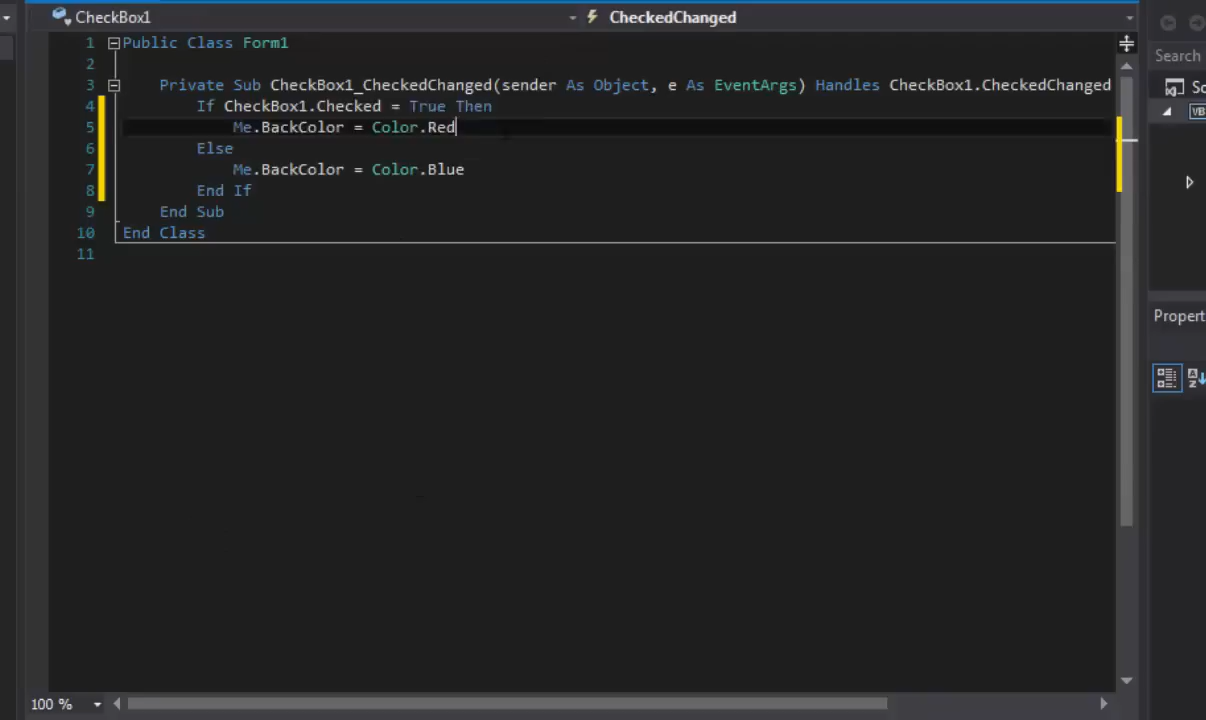 CheckBox1 CheckedChanged
1 Public Class Form1
2
3 Private Sub CheckBox1_CheckedChanged(sender As Object, e As EventArgs) Handles CheckBox1.CheckedChanged
4 If CheckBox1.Checked = True Then
5 Me.BackColor = Color.Red
6 Else
7 Me.BackColor = Color.Blue
8 End If
9 End Sub
10 End Class
11
100 %
Search
So
VB
Propert